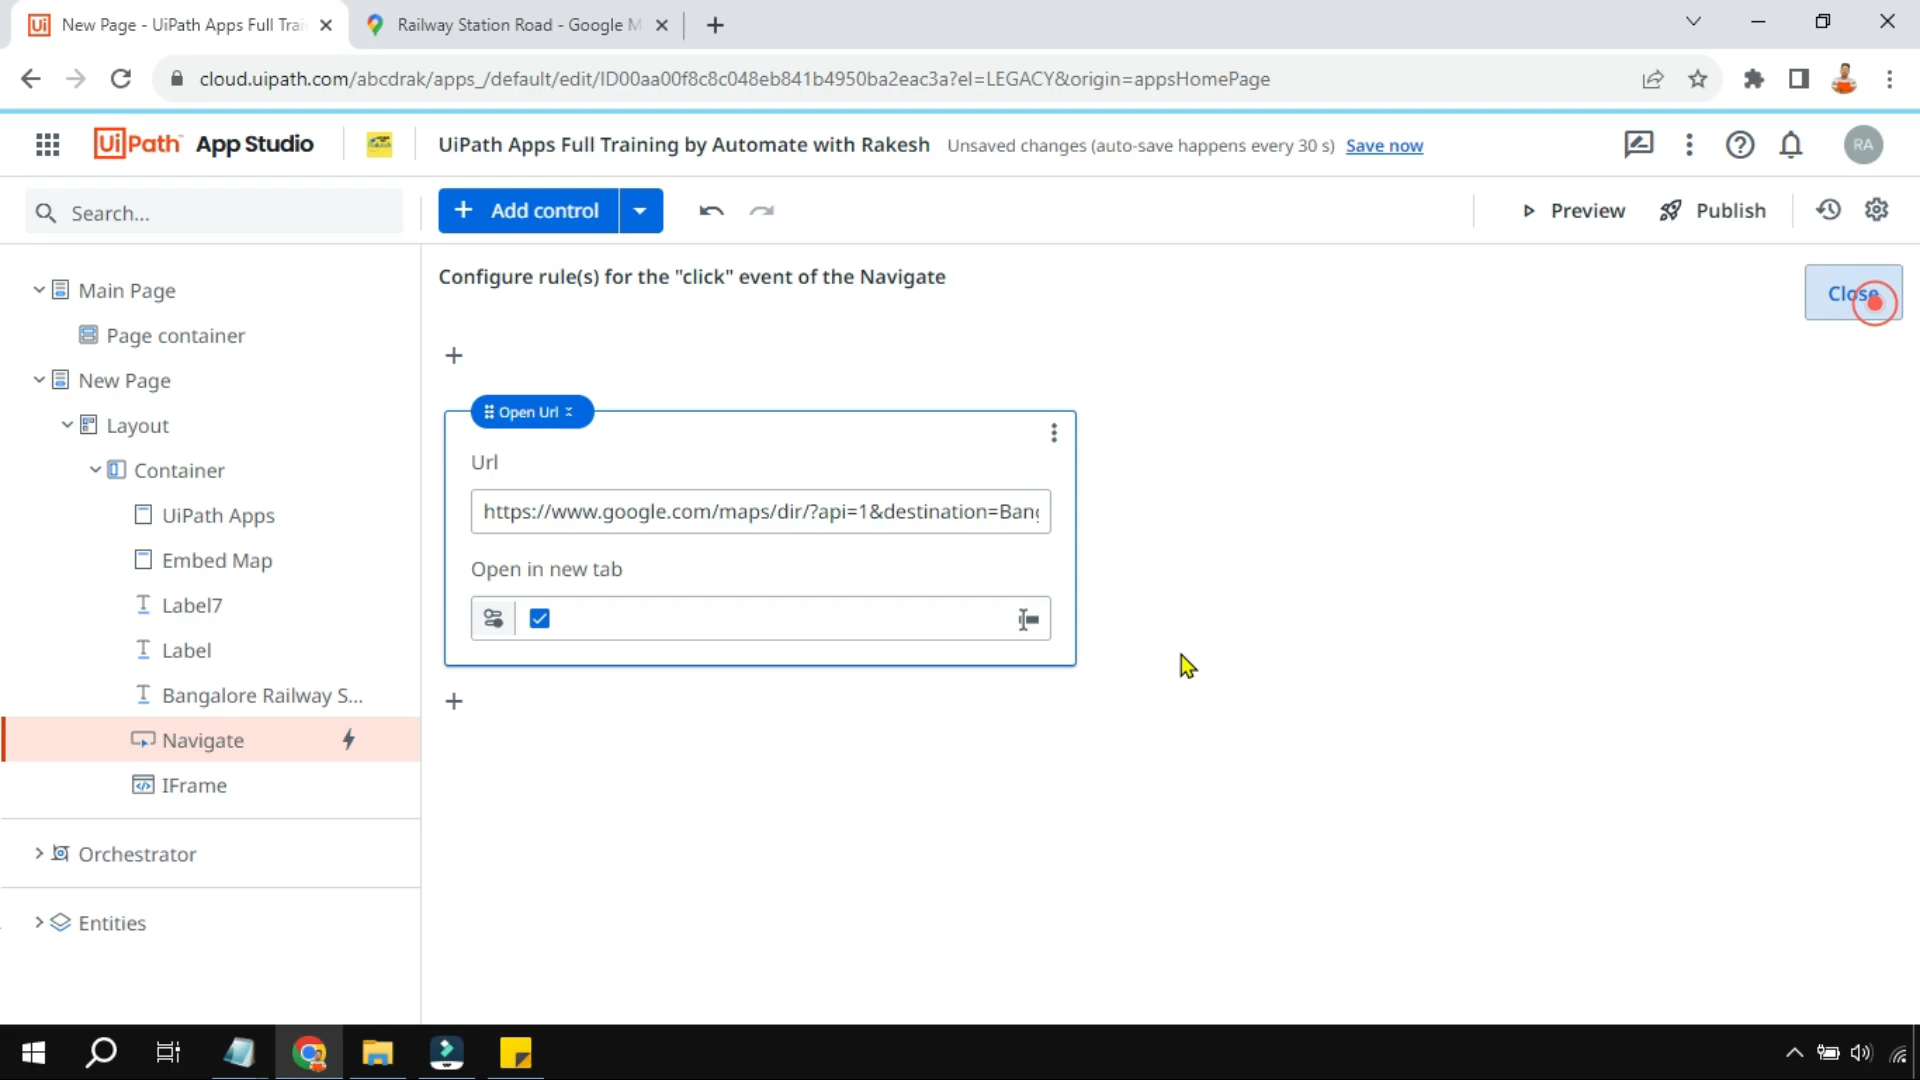 New Page - UiPath Apps Full Trai
Railway Station Road - Google M
cloud.uipath.com/abcdrak/apps_/default/edit/ID00aa00f8c8c048eb841b4950ba2eac3a?el=LEGACY&origin=appsHomePage
UiPath™ App Studio
UiPath Apps Full Training by Automate with Rakesh
Unsaved changes (auto-save happens every 30 s) Save now
RA
Search...
Add control
Preview
Publish
Configure rule(s) for the "click" event of the Navigate
Close
Main Page
Page container
New Page
Layout
Container
UiPath Apps
Embed Map
Label7
Label
Bangalore Railway S...
Navigate
IFrame
Orchestrator
Entities
Open Url
Url
https://www.google.com/maps/dir/?api=1&destination=Bang
Open in new tab